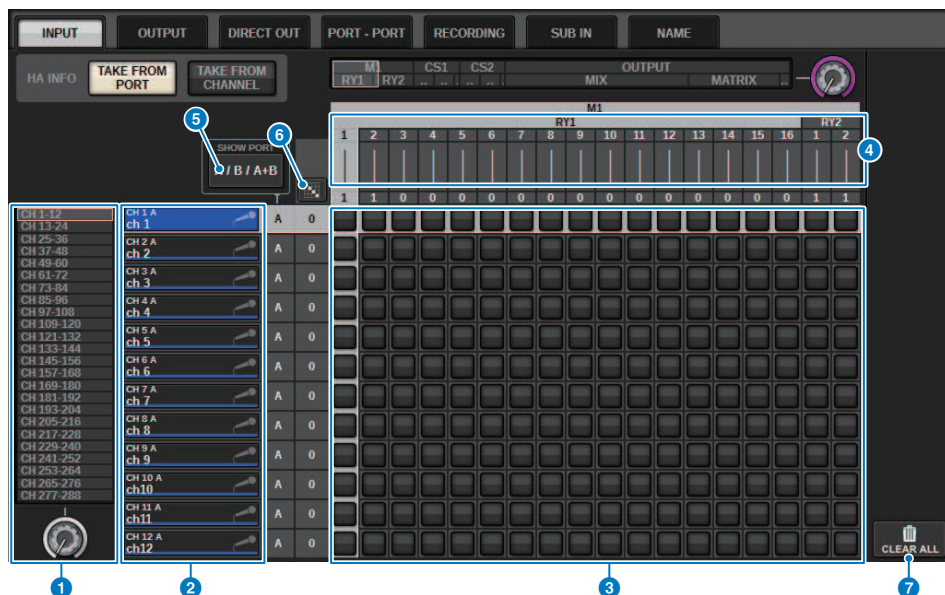 INPUT OUTPUT DIRECT OUT PORT - PORT RECORDING SUB IN NAME
HA INFO TAKE FROM PORT TAKE FROM CHANNEL
M1 CS1 CS2 OUTPUT
RY1 RY2 .. .. .. .. MIX MATRIX ..
M1
RY1 RY2
1 2 3 4 5 6 7 8 9 10 11 12 13 14 15 16 1 2
4
5
6
SHOW PORT
/ B / A+B
T
1 1 0 0 0 0 0 0 0 0 0 0 0 0 0 0 1 1
CH 1-12
CH 13-24
CH 25-36
CH 37-48
CH 49-60
CH 61-72
CH 73-84
CH 85-96
CH 97-108
CH 109-120
CH 121-132
CH 133-144
CH 145-156
CH 157-168
CH 169-180
CH 181-192
CH 193-204
CH 205-216
CH 217-228
CH 229-240
CH 241-252
CH 253-264
CH 265-276
CH 277-288
CH 1 A
ch 1 A 0
CH 2 A
ch 2 A 0
CH 3 A
ch 3 A 0
CH 4 A
ch 4 A 0
CH 5 A
ch 5 A 0
CH 6 A
ch 6 A 0
CH 7 A
ch 7 A 0
CH 8 A
ch 8 A 0
CH 9 A
ch 9 A 0
CH 10 A
ch10 A 0
CH 11 A
ch11 A 0
CH 12 A
ch12 A 0
CLEAR ALL
1 2 3 7